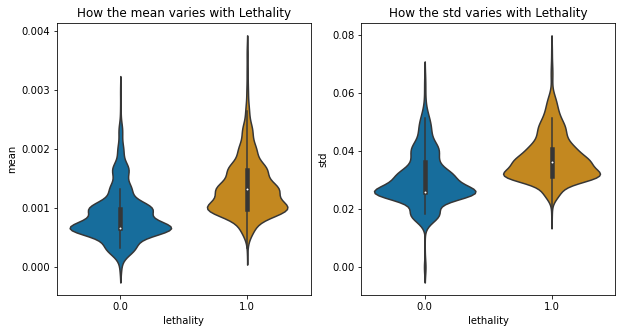 How the mean varies with Lethality
0.004
0.003
0.002
0.001
0.000
mean
0.0
1.0
lethality
How the std varies with Lethality
0.08
0.06
0.04
0.02
0.00
std
0.0
1.0
lethality